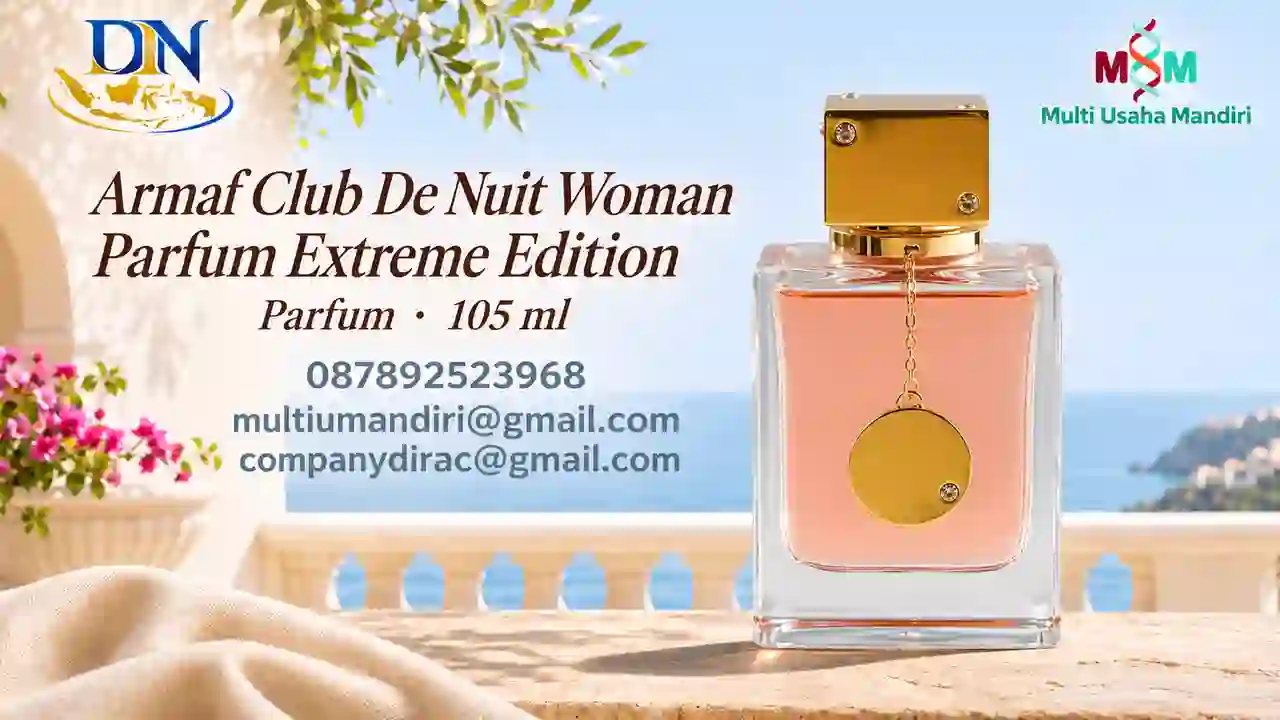 DN
M M
Multi Usaha Mandiri
Armaf Club De Nuit Woman
Parfum Extreme Edition
Parfum · 105 ml
087892523968
multiumandiri@gmail.com
companydirac@gmail.com